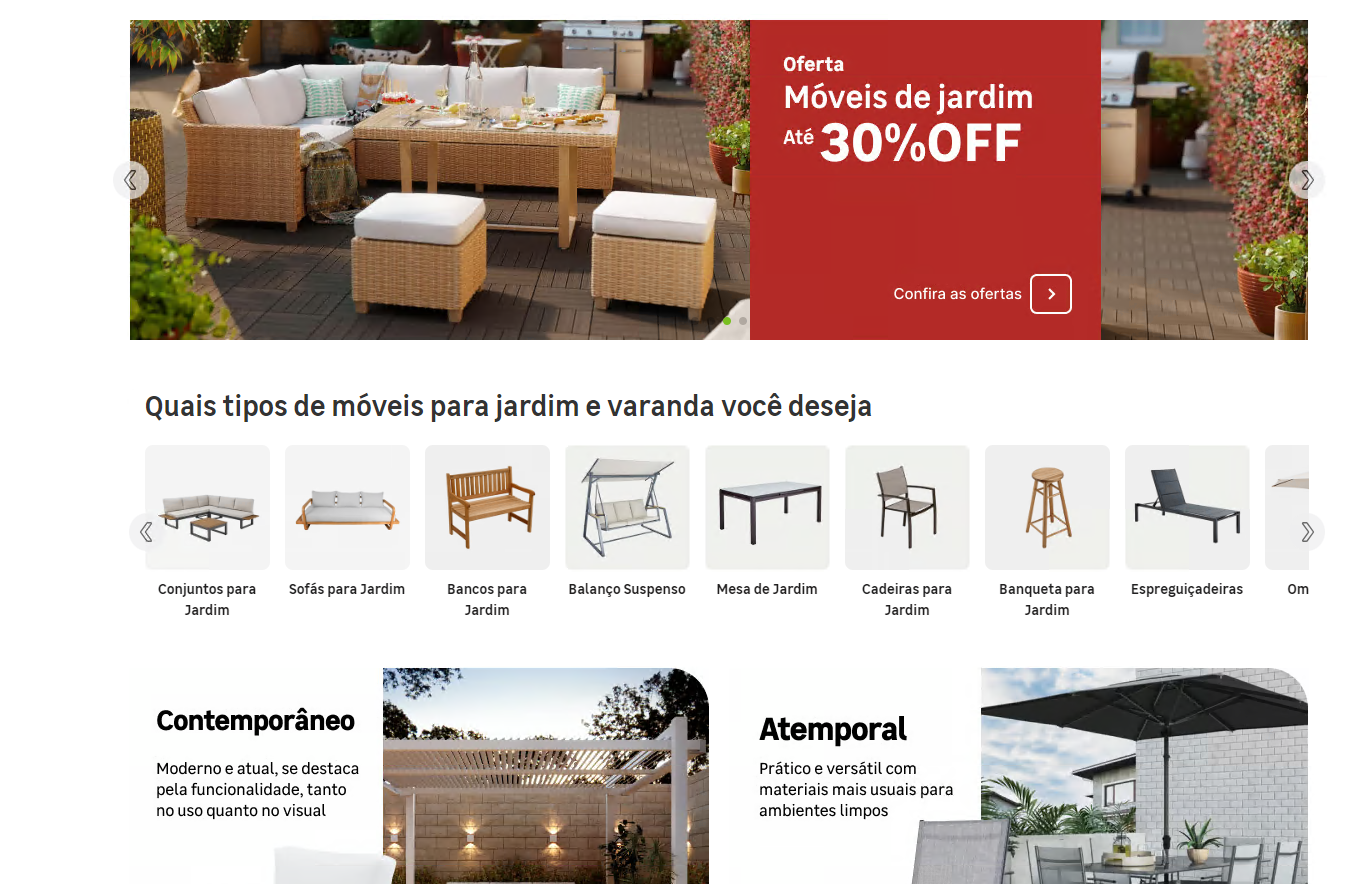 Oferta
Móveis de jardim
Até 30%OFF
Confira as ofertas
Quais tipos de móveis para jardim e varanda você deseja
Conjuntos para
Jardim
Sofás para Jardim
Bancos para
Jardim
Balanço Suspenso
Mesa de Jardim
Cadeiras para
Jardim
Banqueta para
Jardim
Espreguiçadeiras
Om
Contemporâneo
Moderno e atual, se destaca
pela funcionalidade, tanto
no uso quanto no visual
Atemporal
Prático e versátil com
materiais mais usuais para
ambientes limpos